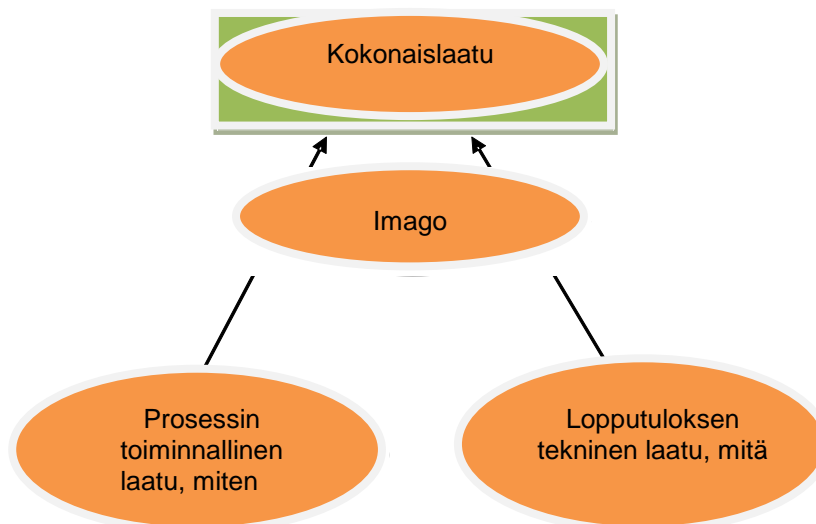 Kokonaislaatu
Imago
Prosessin
toiminnallinen
laatu, miten
Lopputuloksen
tekninen laatu, mitä